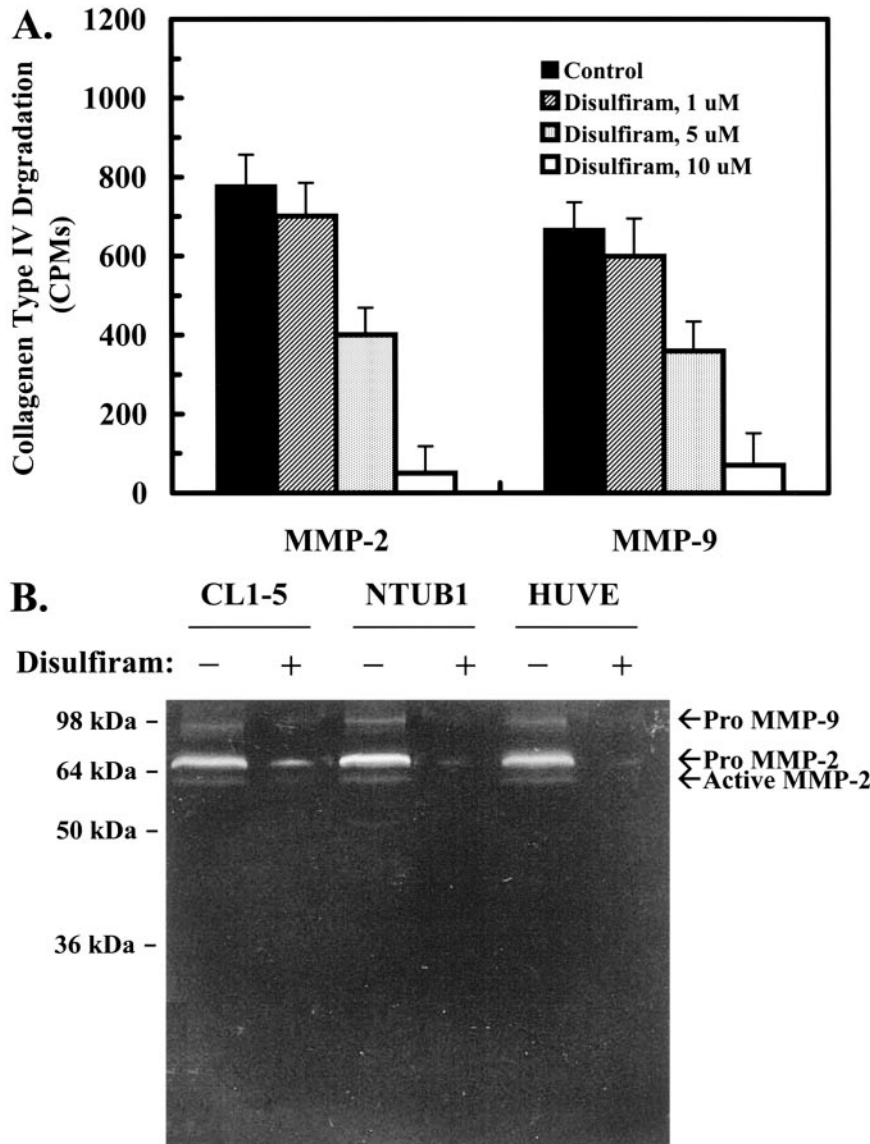 A.
1200
1000
800
600
400
200
0
Collagenen Type IV Drgradation
(CPMs)
Control
Disulfiram, 1 uM
Disulfiram, 5 uM
Disulfiram, 10 uM
MMP-2 MMP-9
B.
CL1-5 NTUB1 HUVE
Disulfiram: − + − + − +
98 kDa –
64 kDa –
50 kDa –
36 kDa –
←Pro MMP-9
←Pro MMP-2
←Active MMP-2